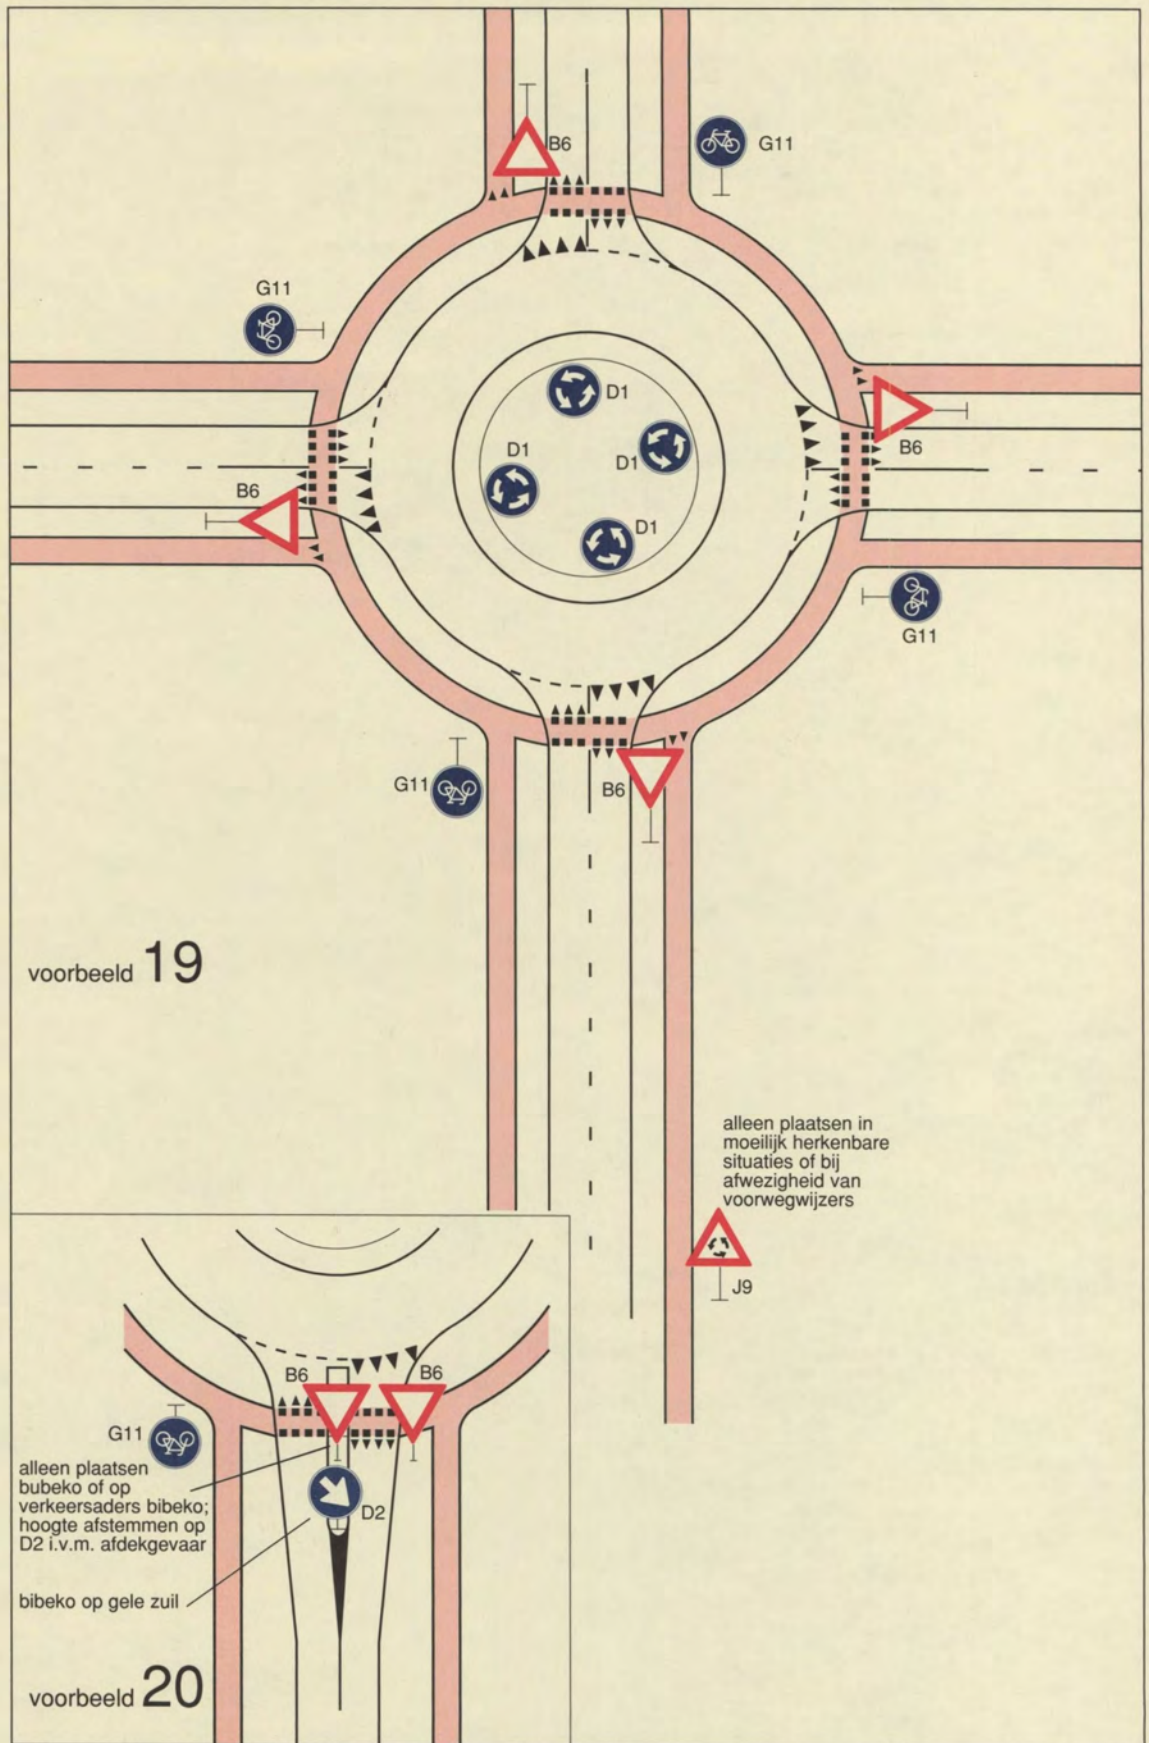 B6
G11
G11
D1
D1
D1
D1
B6
B6
G11
G11
B6
voorbeeld 19
alleen plaatsen in
moeilijk herkenbare
situaties of bij
afwezigheid van
voorwegwijzers
J9
B6
B6
G11
alleen plaatsen
bubeko of op
verkeersaders bibeko;
hoogte afstemmen op
D2 i.v.m. afdekgevaar
D2
bibeko op gele zuil
voorbeeld 20